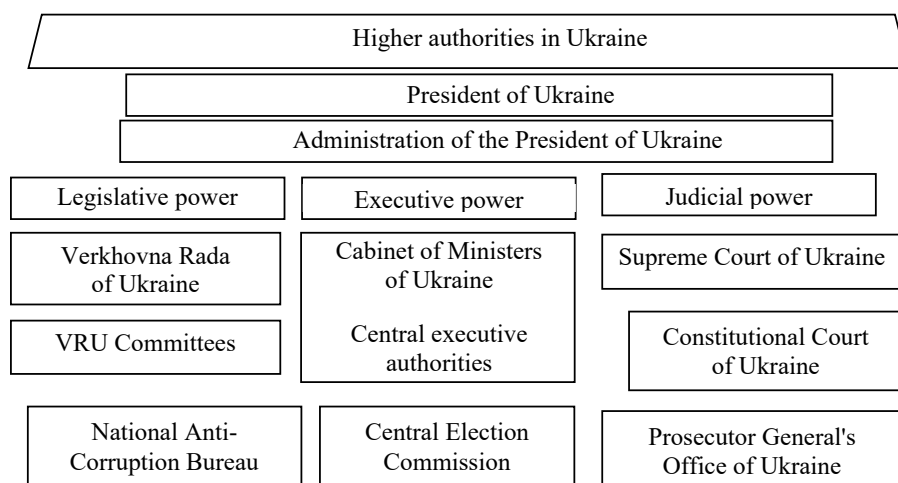 Higher authorities in Ukraine
President of Ukraine
Administration of the President of Ukraine
Legislative power
Executive power
Judicial power
Verkhovna Rada
of Ukraine
Cabinet of Ministers
of Ukraine
Supreme Court of Ukraine
VRU Committees
Central executive
authorities
Constitutional Court
of Ukraine
National Anti-
Corruption Bureau
Central Election
Commission
Prosecutor General's
Office of Ukraine